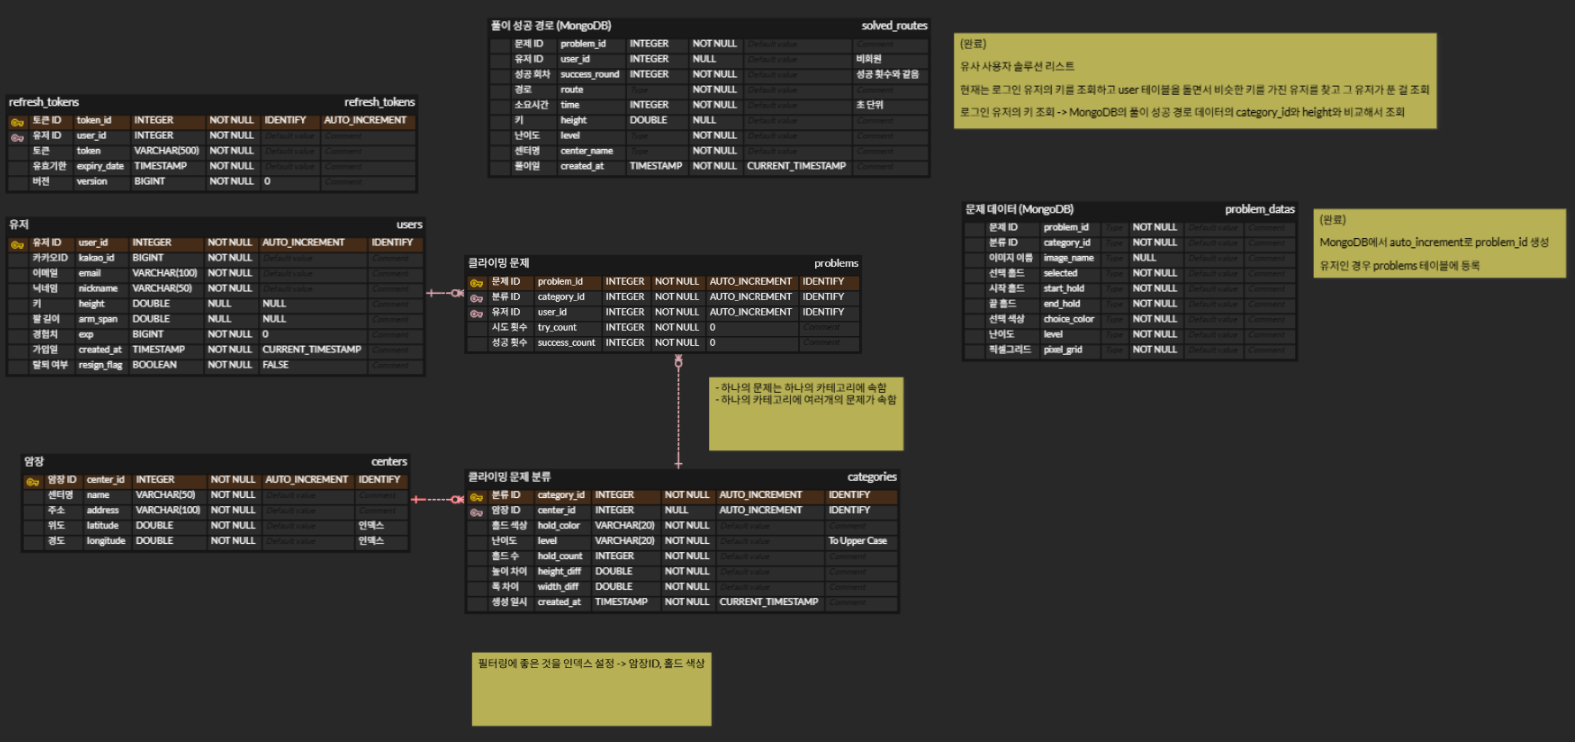 풀이 성공 경로 (MongoDB) solved_routes
문제 ID problem_id INTEGER NOT NULL Default value Comment
유저 ID user_id INTEGER NULL Default value 비회원
성공 회차 success_round INTEGER NOT NULL Default value 성공 횟수와 같음
경로 route Type NOT NULL Default value Comment
소요시간 time INTEGER NOT NULL Default value 초 단위
키 height DOUBLE NULL Default value Comment
난이도 level Type NOT NULL Default value Comment
센터명 center_name Type NOT NULL Default value Comment
풀이일 created_at TIMESTAMP NOT NULL CURRENT_TIMESTAMP Comment
(완료)
유사 사용자 솔루션 리스트
현재는 로그인 유저의 키를 조회하고 user 테이블을 돌면서 비슷한 키를 가진 유저를 찾고 그 유저가 푼 걸 조회
로그인 유저의 키 조회 -> MongoDB의 풀이 성공 경로 데이터의 category_id와 height와 비교해서 조회
refresh_tokens refresh_tokens
토큰 ID token_id INTEGER NOT NULL IDENTIFY AUTO_INCREMENT
유저 ID user_id INTEGER NOT NULL Default value Comment
토큰 token VARCHAR(500) NOT NULL Default value Comment
유효기한 expiry_date TIMESTAMP NOT NULL Default value Comment
버전 version BIGINT NOT NULL 0 Comment
유저 users
유저 ID user_id INTEGER NOT NULL AUTO_INCREMENT IDENTIFY
카카오ID kakao_id BIGINT NOT NULL Default value Comment
이메일 email VARCHAR(100) NOT NULL Default value Comment
닉네임 nickname VARCHAR(50) NOT NULL Default value Comment
키 height DOUBLE NULL NULL Comment
팔 길이 arm_span DOUBLE NULL NULL Comment
경험치 exp BIGINT NOT NULL 0 Comment
가입일 created_at TIMESTAMP NOT NULL CURRENT_TIMESTAMP Comment
탈퇴 여부 resign_flag BOOLEAN NOT NULL FALSE Comment
클라이밍 문제 problems
문제 ID problem_id INTEGER NOT NULL AUTO_INCREMENT IDENTIFY
분류 ID category_id INTEGER NOT NULL AUTO_INCREMENT IDENTIFY
유저 ID user_id INTEGER NOT NULL AUTO_INCREMENT IDENTIFY
시도 횟수 try_count INTEGER NOT NULL 0 Comment
성공 횟수 success_count INTEGER NOT NULL 0 Comment
문제 데이터 (MongoDB) problem_datas
문제 ID problem_id Type NOT NULL Default value Comment
분류 ID category_id Type NOT NULL Default value Comment
이미지 이름 image_name Type NULL Default value Comment
선택 홀드 selected Type NOT NULL Default value Comment
시작 홀드 start_hold Type NOT NULL Default value Comment
끝 홀드 end_hold Type NOT NULL Default value Comment
선택 색상 choice_color Type NOT NULL Default value Comment
난이도 level Type NOT NULL Default value Comment
픽셀그리드 pixel_grid Type NOT NULL Default value Comment
(완료)
MongoDB에서 auto_increment로 problem_id 생성
유저인 경우 problems 테이블에 등록
- 하나의 문제는 하나의 카테고리에 속함
- 하나의 카테고리에 여러개의 문제가 속함
암장 centers
암장 ID center_id INTEGER NOT NULL AUTO_INCREMENT IDENTIFY
센터명 name VARCHAR(50) NOT NULL Default value Comment
주소 address VARCHAR(100) NOT NULL Default value Comment
위도 latitude DOUBLE NOT NULL Default value 인덱스
경도 longitude DOUBLE NOT NULL Default value 인덱스
클라이밍 문제 분류 categories
분류 ID category_id INTEGER NOT NULL AUTO_INCREMENT IDENTIFY
암장 ID center_id INTEGER NULL AUTO_INCREMENT IDENTIFY
홀드 색상 hold_color VARCHAR(20) NOT NULL Default value Comment
난이도 level VARCHAR(20) NOT NULL Default value To Upper Case
홀드 수 hold_count INTEGER NOT NULL Default value Comment
높이 차이 height_diff DOUBLE NOT NULL Default value Comment
폭 차이 width_diff DOUBLE NOT NULL Default value Comment
생성 일시 created_at TIMESTAMP NOT NULL CURRENT_TIMESTAMP Comment
필터링에 좋은 것을 인덱스 설정 -> 암장ID, 홀드 색상